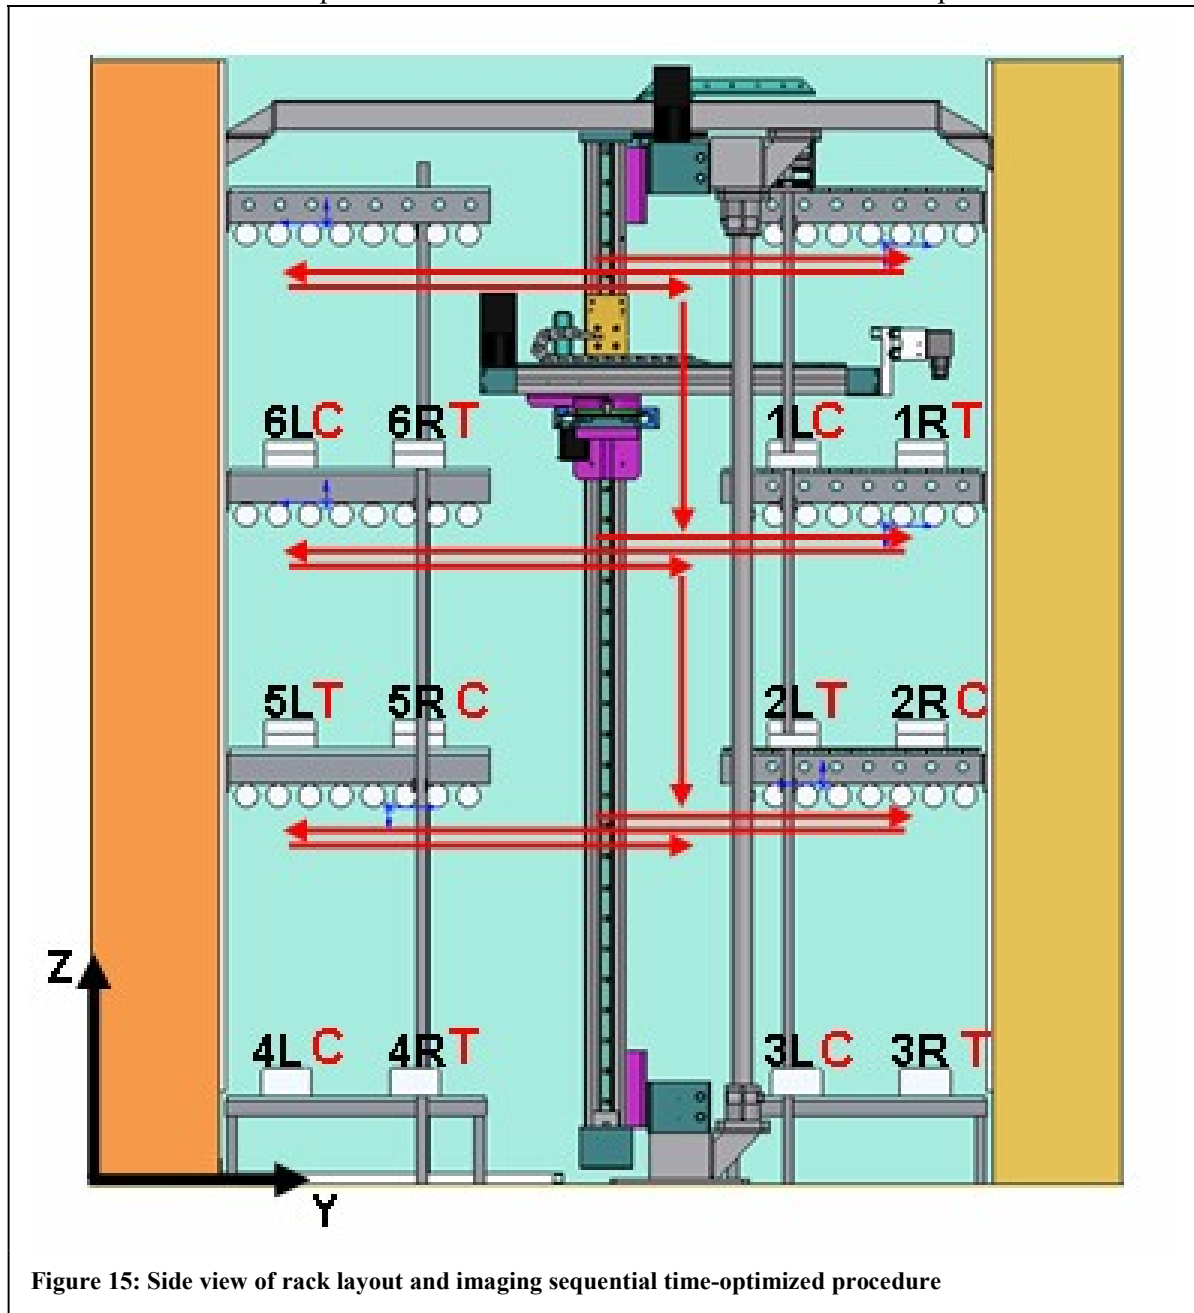 6LC 6RT 1LC 1RT
5LT 5R C 2LT 2R C
Z
4L C 4RT 3L C 3R T
Y
Figure 15: Side view of rack layout and imaging sequential time-optimized procedure